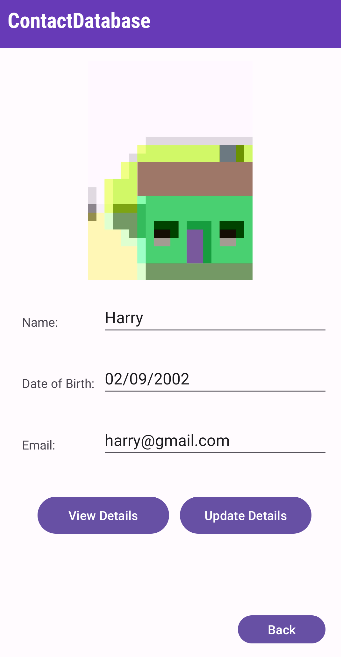 ContactDatabase
Name: Harry
Date of Birth: 02/09/2002
Email: harry@gmail.com
View Details Update Details
Back